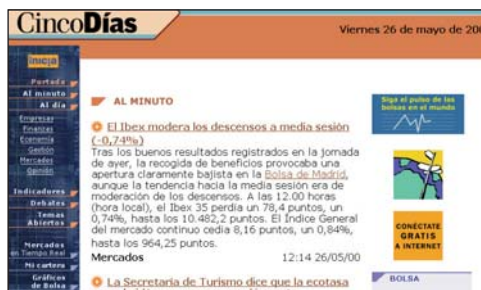 CincoDías
Viernes 26 de mayo de 200
inicia
Portada
Al minuto
Al día
Empresas
Finanzas
Economía
Gestión
Mercados
Opinión
Indicadores
Debates
Temas
Abiertos
Mercados
en Tiempo Real
Mi cartera
Gráficos
de Bolsa
AL MINUTO
El Ibex modera los descensos a media sesión
(-0,74%)
Tras los buenos resultados registrados en la jornada
de ayer, la recogida de beneficios provocaba una
apertura claramente bajista en la Bolsa de Madrid,
aunque la tendencia hacia la media sesión era de
moderación de los descensos. A las 12.00 horas
(hora local), el Ibex 35 perdía un 78,4 puntos, un
0,74%, hasta los 10.482,2 puntos. El Índice General
del mercado continuo cedía 8,16 puntos, un 0,84%,
hasta los 964,25 puntos.
Mercados 12:14 26/05/00
La Secretaria de Turismo dice que la ecotasa
Siga el pulso de las
bolsas en el mundo
CONÉCTATE
GRATIS
A INTERNET
BOLSA